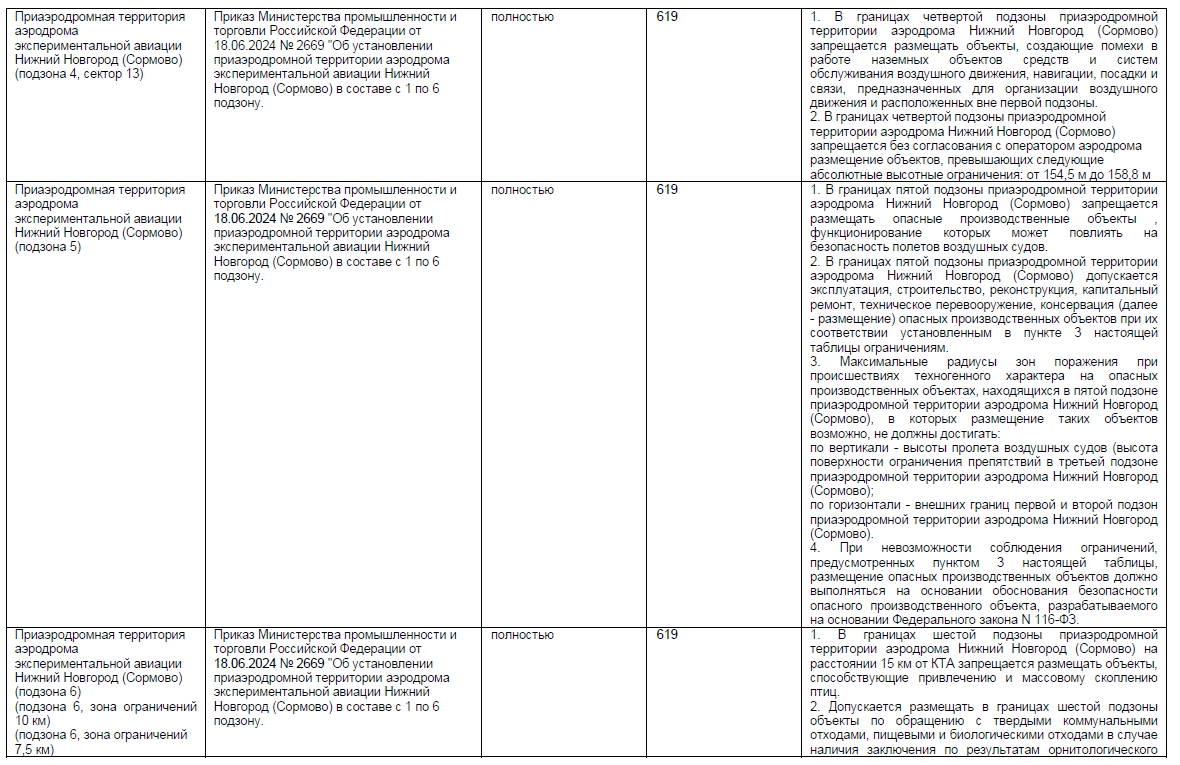 Приаэродромная территория
аэродрома
экспериментальной авиации
Нижний Новгород (Сормово)
(подзона 4, сектор 13)
Приказ Министерства промышленности и
торговли Российской Федерации от
18.06.2024 № 2669 "Об установлении
приаэродромной территории аэродрома
экспериментальной авиации Нижний
Новгород (Сормово) в составе с 1 по 6
подзону.
полностью
619
1. В границах четвертой подзоны приаэродромной
территории аэродрома Нижний Новгород (Сормово)
запрещается размещать объекты, создающие помехи в
работе наземных объектов средств и систем
обслуживания воздушного движения, навигации, посадки и
связи, предназначенных для организации воздушного
движения и расположенных вне первой подзоны.
2. В границах четвертой подзоны приаэродромной
территории аэродрома Нижний Новгород (Сормово)
запрещается без согласования с оператором аэродрома
размещение объектов, превышающих следующие
абсолютные высотные ограничения: от 154,5 м до 158,8 м
Приаэродромная территория
аэродрома
экспериментальной авиации
Нижний Новгород (Сормово)
(подзона 5)
Приказ Министерства промышленности и
торговли Российской Федерации от
18.06.2024 № 2669 "Об установлении
приаэродромной территории аэродрома
экспериментальной авиации Нижний
Новгород (Сормово) в составе с 1 по 6
подзону.
полностью
619
1. В границах пятой подзоны приаэродромной территории
аэродрома Нижний Новгород (Сормово) запрещается
размещать опасные производственные объекты ,
функционирование которых может повлиять на
безопасность полетов воздушных судов.
2. В границах пятой подзоны приаэродромной территории
аэродрома Нижний Новгород (Сормово) допускается
эксплуатация, строительство, реконструкция, капитальный
ремонт, техническое перевооружение, консервация (далее
- размещение) опасных производственных объектов при их
соответствии установленным в пункте 3 настоящей
таблицы ограничениям.
3. Максимальные радиусы зон поражения при
происшествиях техногенного характера на опасных
производственных объектах, находящихся в пятой подзоне
приаэродромной территории аэродрома Нижний Новгород
(Сормово), в которых размещение таких объектов
возможно, не должны достигать:
по вертикали - высоты пролета воздушных судов (высота
поверхности ограничения препятствий в третьей подзоне
приаэродромной территории аэродрома Нижний Новгород
(Сормово);
по горизонтали - внешних границ первой и второй подзон
приаэродромной территории аэродрома Нижний Новгород
(Сормово).
4. При невозможности соблюдения ограничений,
предусмотренных пунктом 3 настоящей таблицы,
размещение опасных производственных объектов должно
выполняться на основании обоснования безопасности
опасного производственного объекта, разрабатываемого
на основании Федерального закона N 116-ФЗ.
Приаэродромная территория
аэродрома
экспериментальной авиации
Нижний Новгород (Сормово)
(подзона 6)
(подзона 6, зона ограничений
10 км)
(подзона 6, зона ограничений
7,5 км)
Приказ Министерства промышленности и
торговли Российской Федерации от
18.06.2024 № 2669 "Об установлении
приаэродромной территории аэродрома
экспериментальной авиации Нижний
Новгород (Сормово) в составе с 1 по 6
подзону.
полностью
619
1. В границах шестой подзоны приаэродромной
территории аэродрома Нижний Новгород (Сормово) на
расстоянии 15 км от КТА запрещается размещать объекты,
способствующие привлечению и массовому скоплению
птиц.
2. Допускается размещать в границах шестой подзоны
объекты по обращению с твердыми коммунальными
отходами, пищевыми и биологическими отходами в случае
наличия заключения по результатам орнитологического